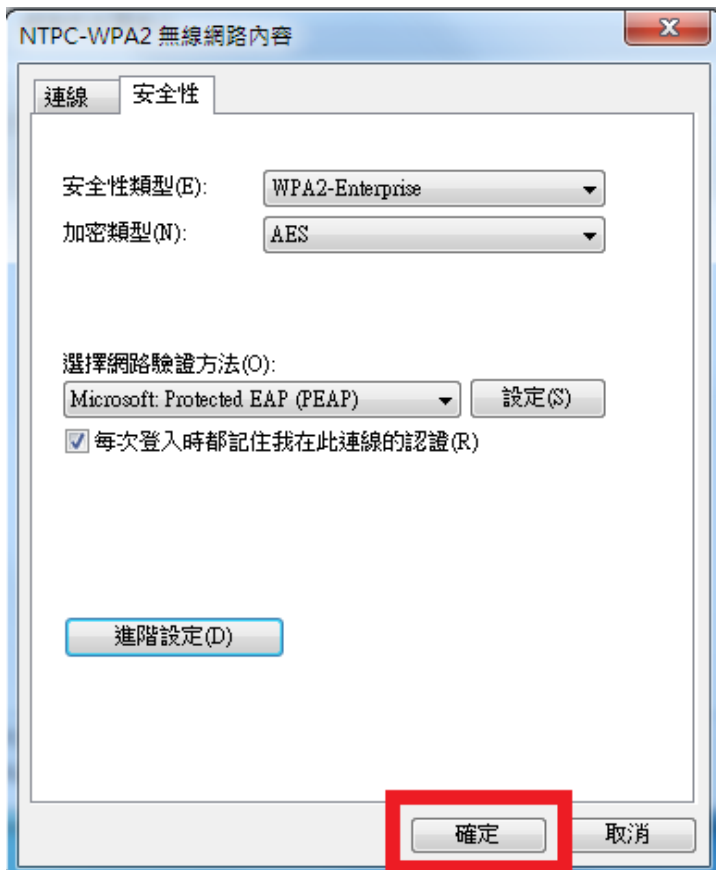 NTPC-WPA2 無線網路內容
連線 安全性
安全性類型(E): WPA2-Enterprise
加密類型(N): AES
選擇網路驗證方法(O):
Microsoft: Protected EAP (PEAP) 設定(S)
每次登入時都記住我在此連線的認證(R)
進階設定(D)
確定 取消